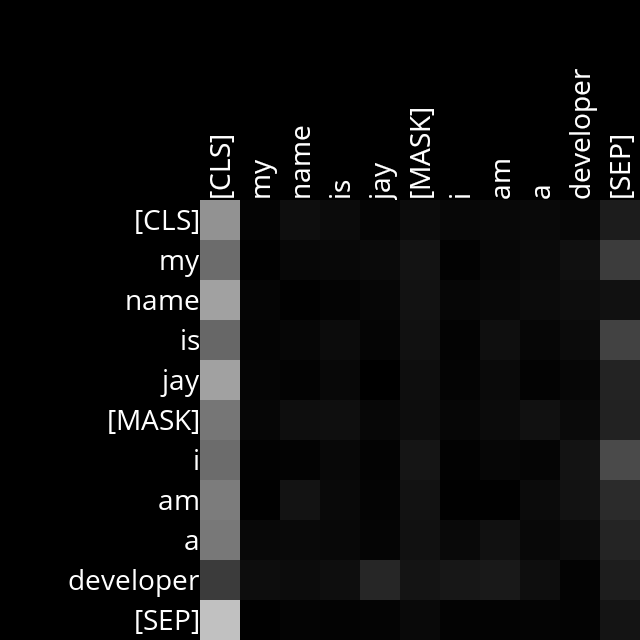 [CLS] my name is jay [MASK] i am a developer [SEP]
[CLS]
my
name
is
jay
[MASK]
i
am
a
developer
[SEP]